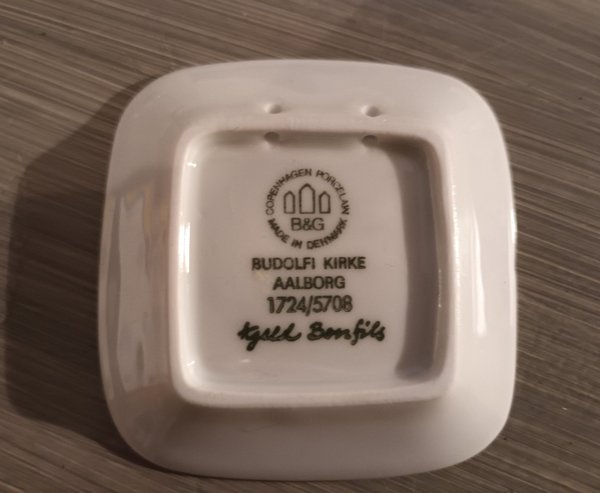 COPENHAGEN PORCELAIN
B&G
MADE IN DENMARK
BUDOLFI KIRKE
AALBORG
1724/5708
Kjeld Bonfils